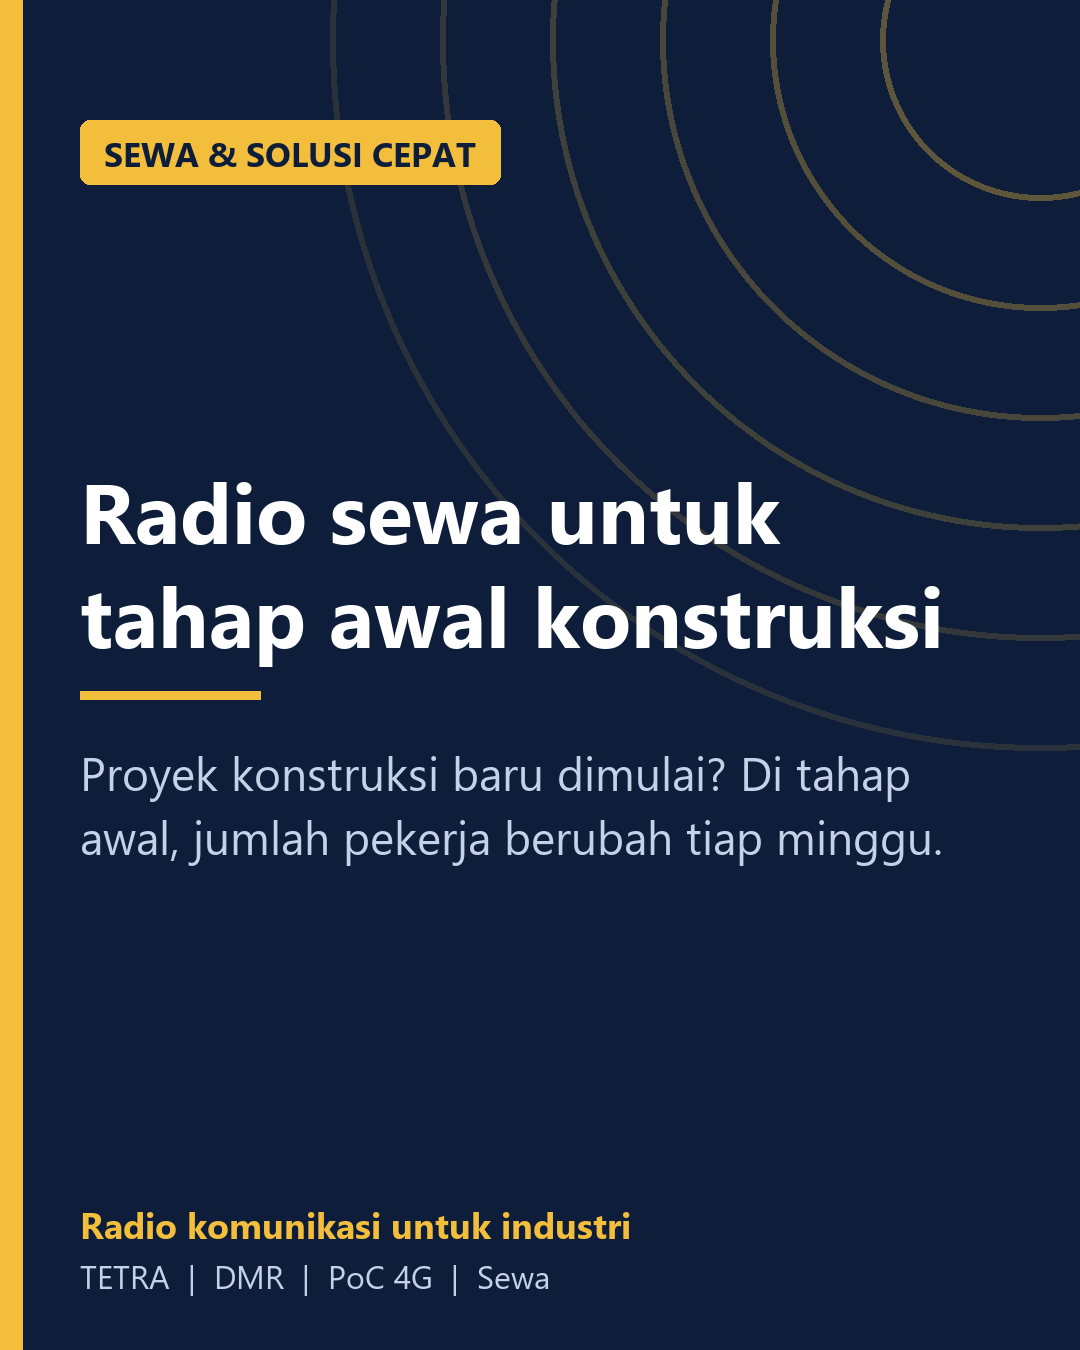 SEWA & SOLUSI CEPAT
Radio sewa untuk
tahap awal konstruksi
Proyek konstruksi baru dimulai? Di tahap
awal, jumlah pekerja berubah tiap minggu.
Radio komunikasi untuk industri
TETRA | DMR | PoC 4G | Sewa